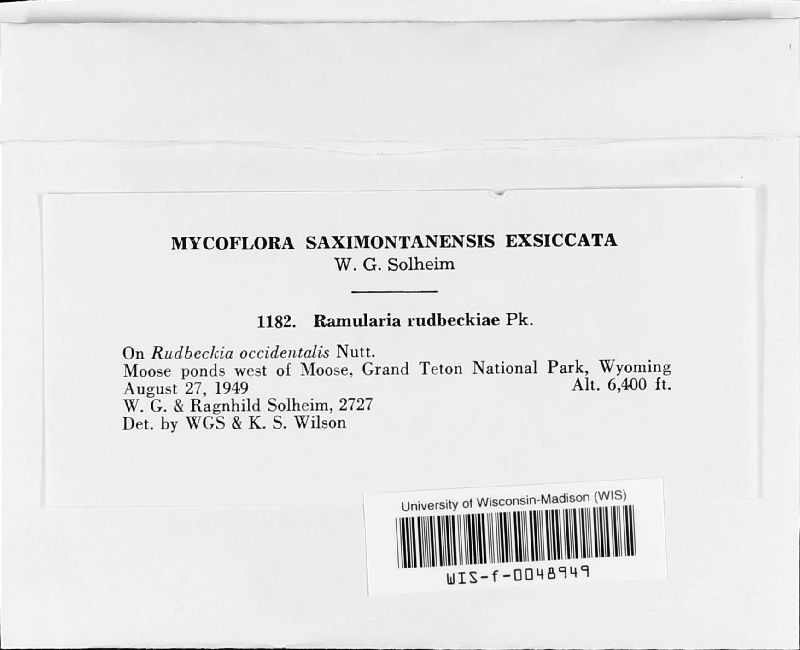 MYCOFLORA SAXIMONTANENSIS EXSICCATA
W. G. Solheim
1182. Ramularia rudbeckiae Pk.
On Rudbeckia occidentalis Nutt.
Moose ponds west of Moose, Grand Teton National Park, Wyoming
August 27, 1949 Alt. 6,400 ft.
W. G. & Ragnhild Solheim, 2727
Det. by WGS & K. S. Wilson
University of Wisconsin-Madison (WIS)
WIS-f-0048949